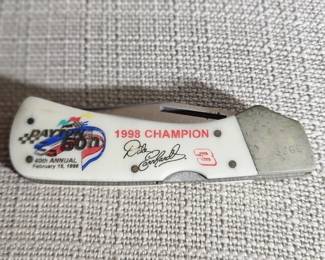 DAYTONA
500
40th ANNUAL
February 15, 1998
1998 CHAMPION
Dale Earnhardt
3